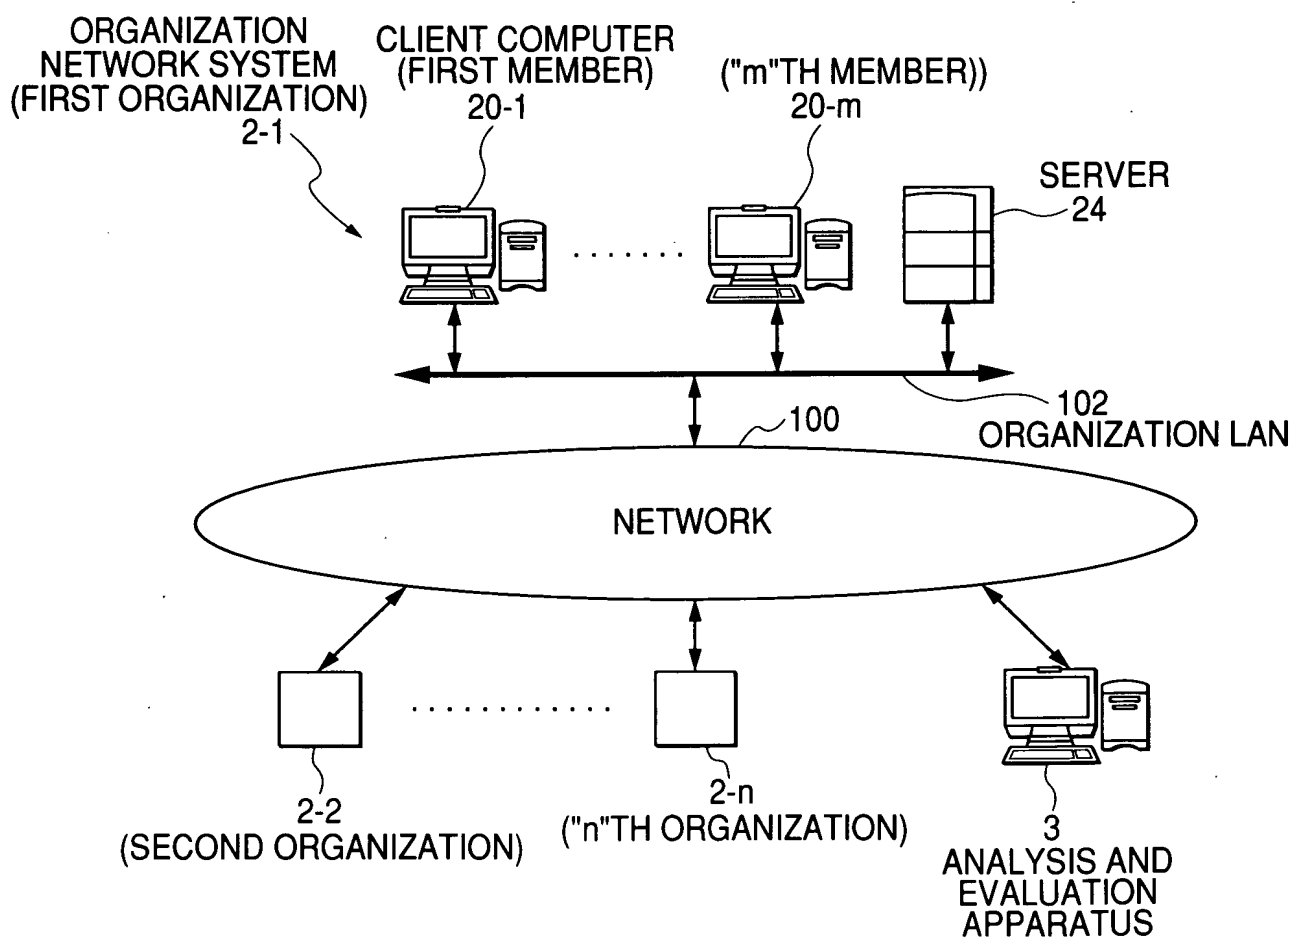 ORGANIZATION
NETWORK SYSTEM
(FIRST ORGANIZATION)
2-1
CLIENT COMPUTER
(FIRST MEMBER)
20-1
("m"TH MEMBER))
20-m
SERVER
24
102
ORGANIZATION LAN
100
NETWORK
2-2
(SECOND ORGANIZATION)
2-n
("n"TH ORGANIZATION)
3
ANALYSIS AND
EVALUATION
APPARATUS